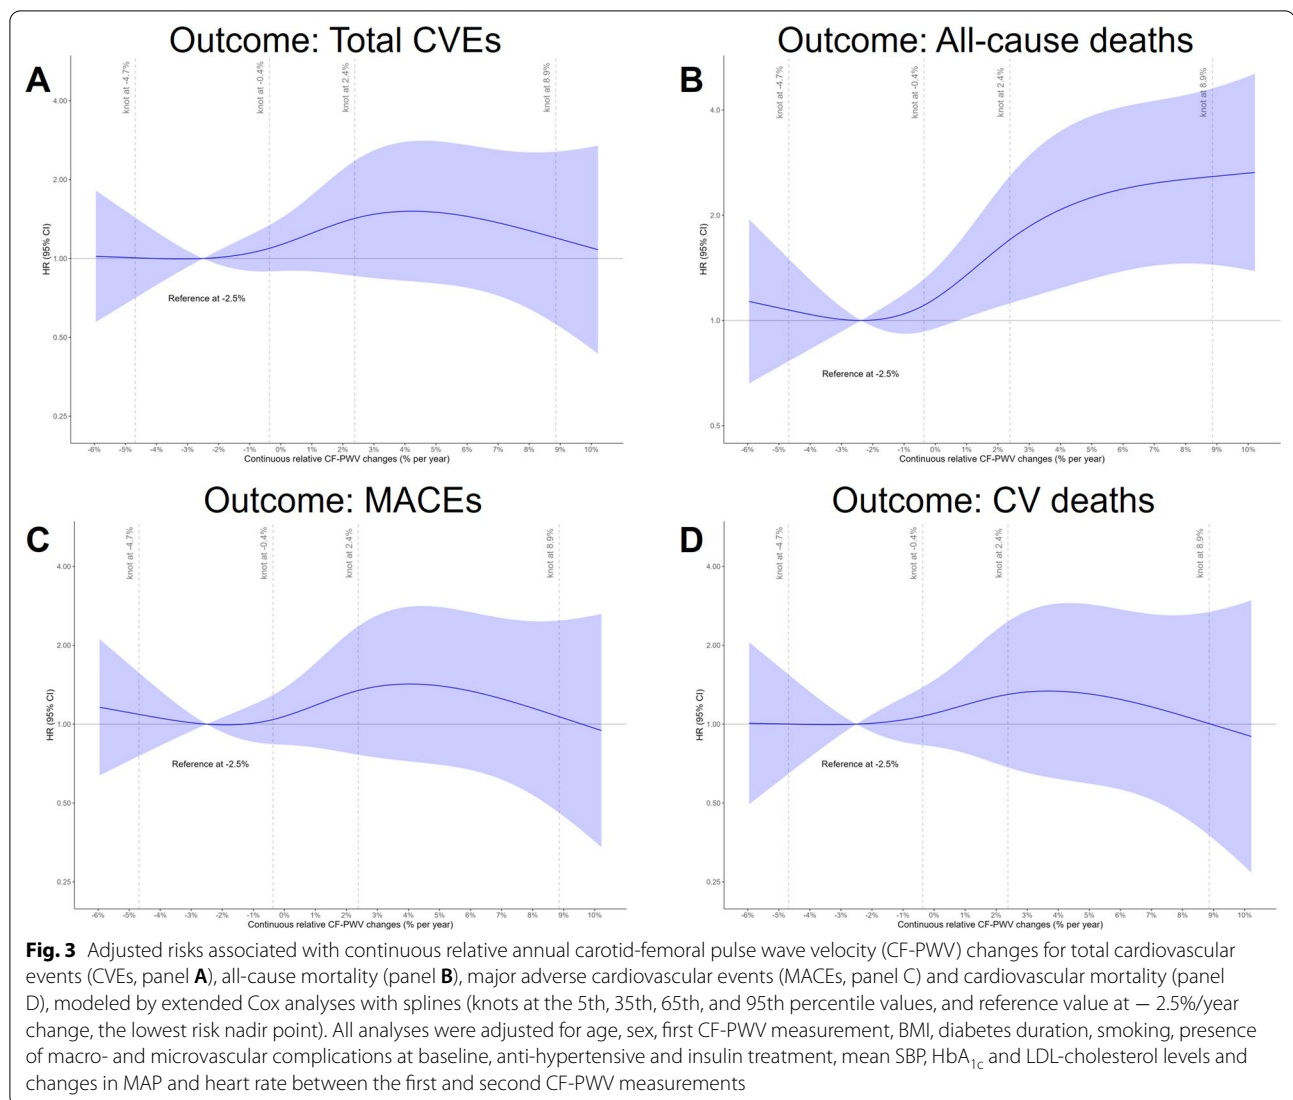 Outcome: Total CVEs
A
knot at -4.7%
knot at -0.4%
knot at 2.4%
knot at 8.9%
4.00
2.00
1.00
0.50
0.25
HR (95% CI)
Reference at -2.5%
-6% -5% -4% -3% -2% -1% 0% 1% 2% 3% 4% 5% 6% 7% 8% 9% 10%
Continuous relative CF-PWV changes (% per year)
Outcome: All-cause deaths
B
knot at -4.7%
knot at -0.4%
knot at 2.4%
knot at 8.9%
4.0
2.0
1.0
0.5
HR (95% CI)
Reference at -2.5%
-6% -5% -4% -3% -2% -1% 0% 1% 2% 3% 4% 5% 6% 7% 8% 9% 10%
Continuous relative CF-PWV changes (% per year)
Outcome: MACEs
C
knot at -4.7%
knot at -0.4%
knot at 2.4%
knot at 8.9%
4.00
2.00
1.00
0.50
0.25
HR (95% CI)
Reference at -2.5%
-6% -5% -4% -3% -2% -1% 0% 1% 2% 3% 4% 5% 6% 7% 8% 9% 10%
Continuous relative CF-PWV changes (% per year)
Outcome: CV deaths
D
knot at -4.7%
knot at -0.4%
knot at 2.4%
knot at 8.9%
4.00
2.00
1.00
0.50
0.25
HR (95% CI)
Reference at -2.5%
-6% -5% -4% -3% -2% -1% 0% 1% 2% 3% 4% 5% 6% 7% 8% 9% 10%
Continuous relative CF-PWV changes (% per year)
Fig. 3 Adjusted risks associated with continuous relative annual carotid-femoral pulse wave velocity (CF-PWV) changes for total cardiovascular
events (CVEs, panel A), all-cause mortality (panel B), major adverse cardiovascular events (MACEs, panel C) and cardiovascular mortality (panel
D), modeled by extended Cox analyses with splines (knots at the 5th, 35th, 65th, and 95th percentile values, and reference value at − 2.5%/year
change, the lowest risk nadir point). All analyses were adjusted for age, sex, first CF-PWV measurement, BMI, diabetes duration, smoking, presence
of macro- and microvascular complications at baseline, anti-hypertensive and insulin treatment, mean SBP, HbA1c and LDL-cholesterol levels and
changes in MAP and heart rate between the first and second CF-PWV measurements